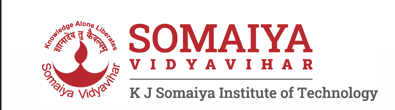 Knowledge Alone Liberates
ज्ञानादेव तु कैवल्यम्
Somaiya Vidyavihar
SOMAIYA
VIDYAVIHAR
K J Somaiya Institute of Technology